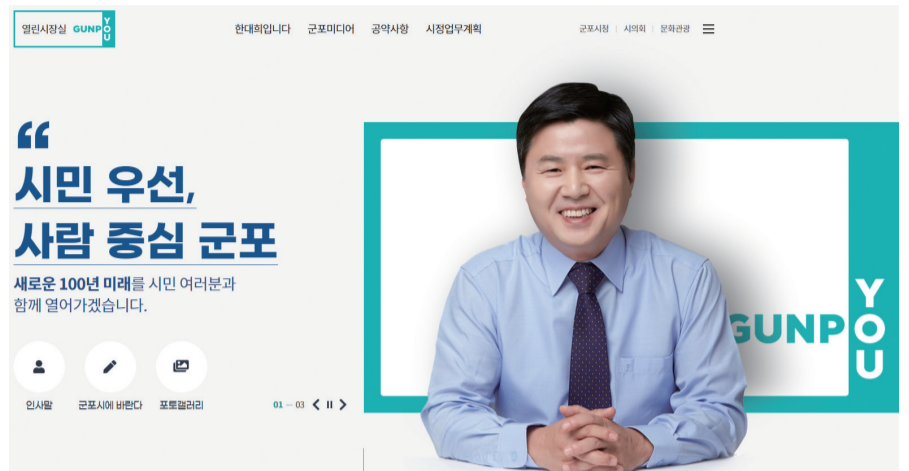 열린시장실 GUNPYOU
한대희입니다 군포미디어 공약사항 시정업무계획
군포시청 | 시의회 | 문화관광
“
시민 우선,
사람 중심 군포
새로운 100년 미래를 시민 여러분과
함께 열어가겠습니다.
인사말 군포시에 바란다 포토갤러리
01 — 03
GUNPYOU